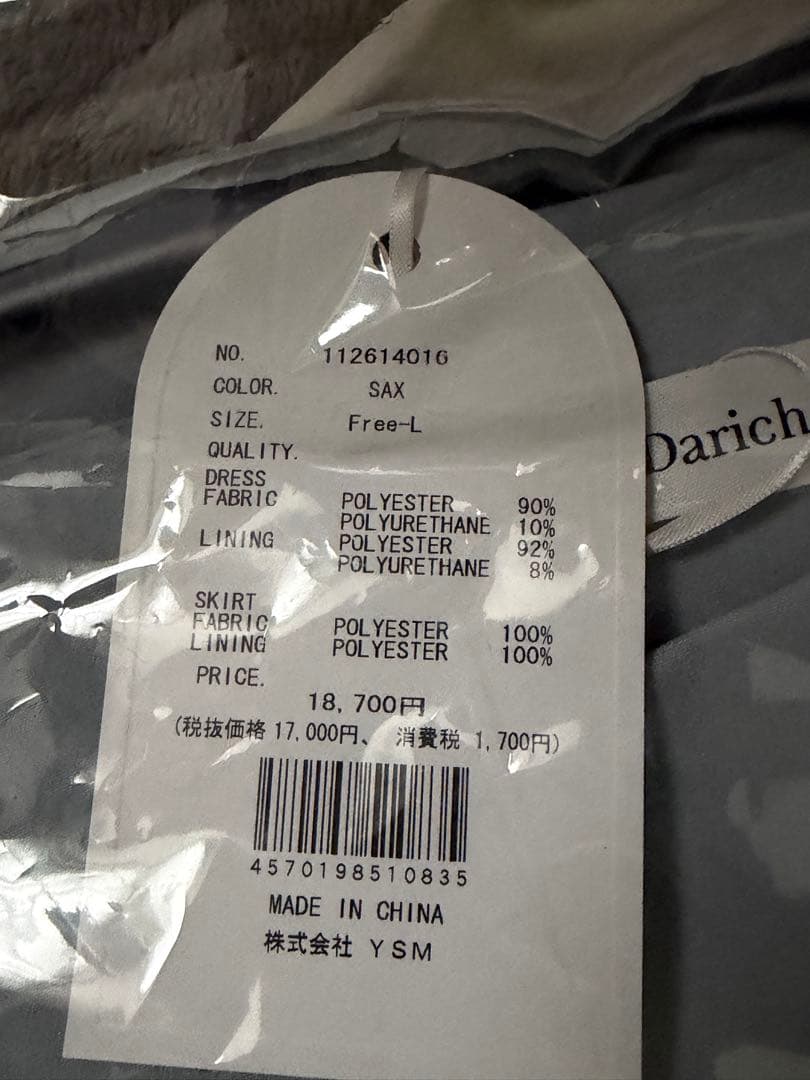 NO. 112614016
COLOR. SAX
SIZE. Free-L
QUALITY.
DRESS
FABRIC POLYESTER 90%
POLYURETHANE 10%
LINING POLYESTER 92%
POLYURETHANE 8%
SKIRT
FABRIC POLYESTER 100%
LINING POLYESTER 100%
PRICE.
18,700円
(税抜価格 17,000円、 消費税 1,700円)
4570198510835
MADE IN CHINA
株式会社 YSM
Darich